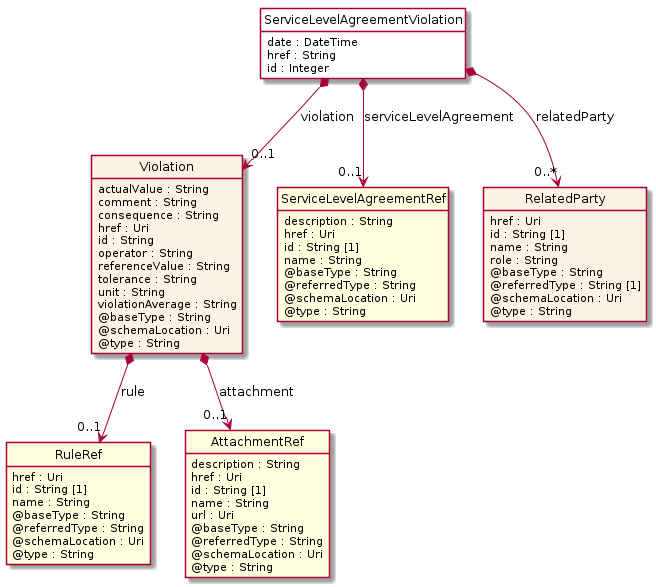 ServiceLevelAgreementViolation
date : DateTime
href : String
id : Integer
violation
serviceLevelAgreement
relatedParty
0..1
0..1
0..*
Violation
actualValue : String
comment : String
consequence : String
href : Uri
id : String
operator : String
referenceValue : String
tolerance : String
unit : String
violationAverage : String
@baseType : String
@schemaLocation : Uri
@type : String
ServiceLevelAgreementRef
description : String
href : Uri
id : String [1]
name : String
@baseType : String
@referredType : String
@schemaLocation : Uri
@type : String
RelatedParty
href : Uri
id : String [1]
name : String
role : String
@baseType : String
@referredType : String [1]
@schemaLocation : Uri
@type : String
rule
attachment
0..1
0..1
RuleRef
href : Uri
id : String [1]
name : String
@baseType : String
@referredType : String
@schemaLocation : Uri
@type : String
AttachmentRef
description : String
href : Uri
id : String [1]
name : String
url : Uri
@baseType : String
@referredType : String
@schemaLocation : Uri
@type : String